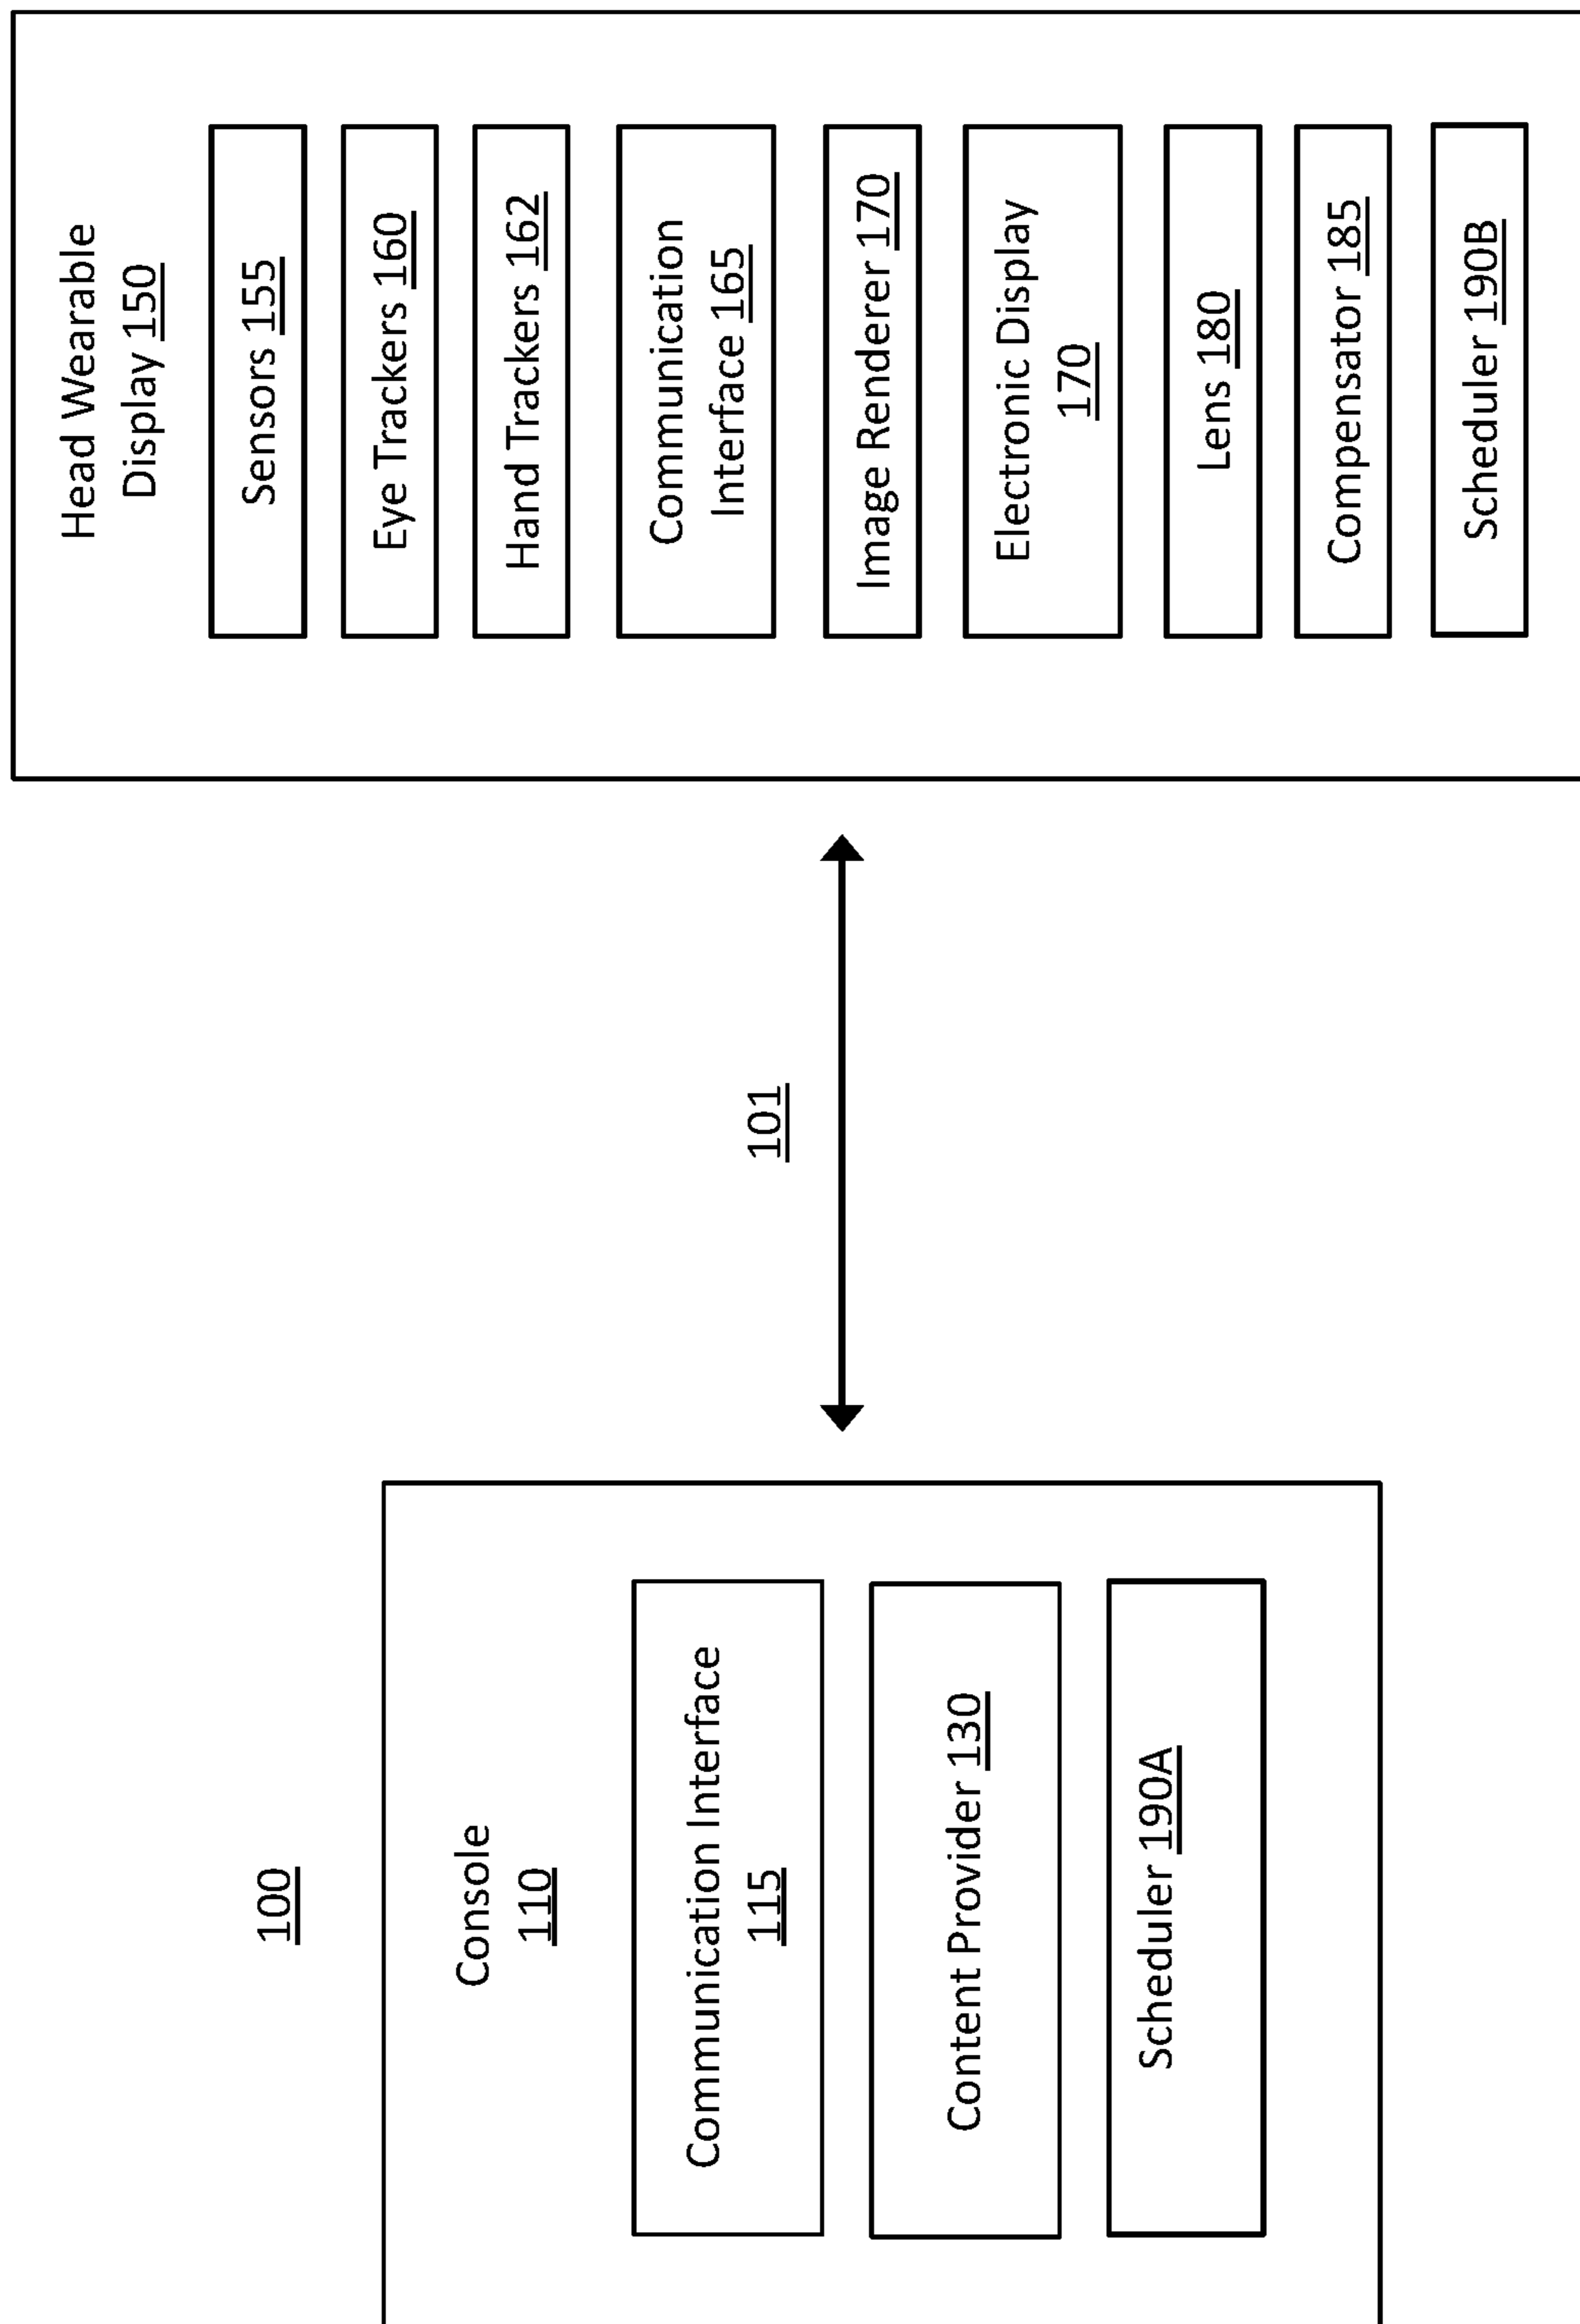 100
Console
110
Communication Interface
115
Content Provider 130
Scheduler 190A
101
Head Wearable
Display 150
Sensors 155
Eye Trackers 160
Hand Trackers 162
Communication
Interface 165
Image Renderer 170
Electronic Display
170
Lens 180
Compensator 185
Scheduler 190B